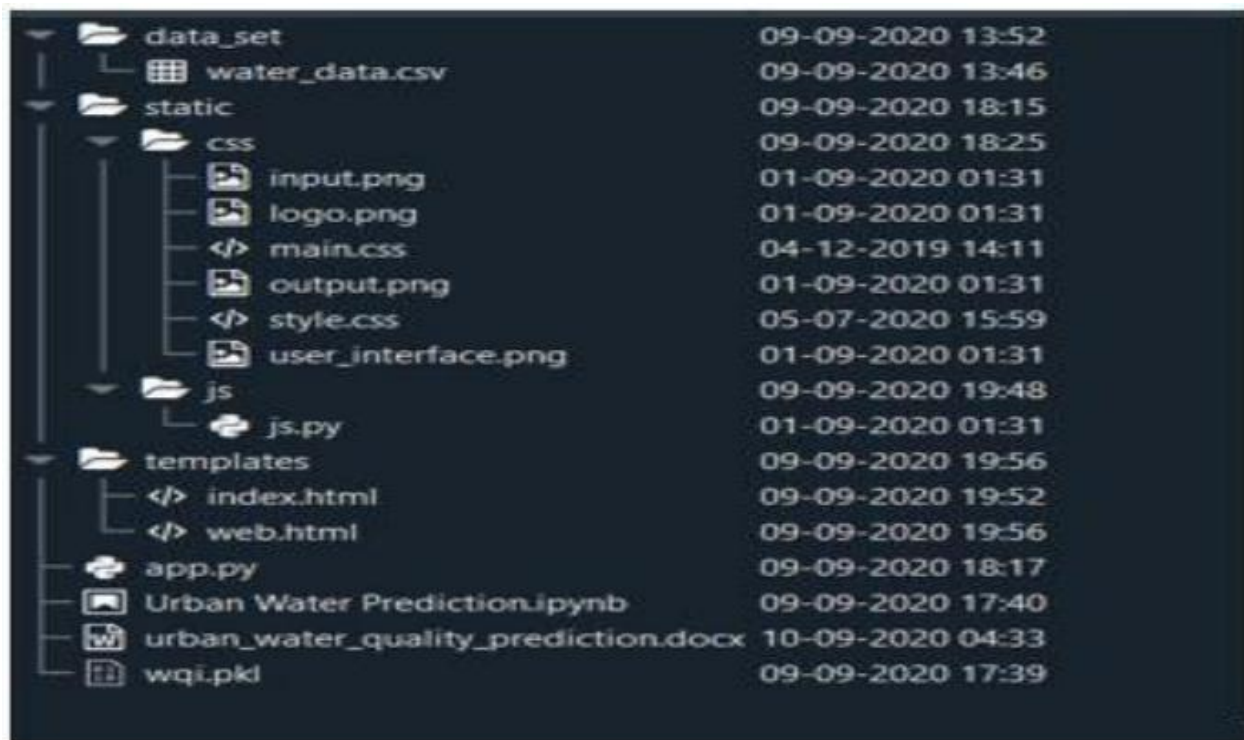 data_set 09-09-2020 13:52
water_data.csv 09-09-2020 13:46
static 09-09-2020 18:15
css 09-09-2020 18:25
input.png 01-09-2020 01:31
logo.png 01-09-2020 01:31
main.css 04-12-2019 14:11
output.png 01-09-2020 01:31
style.css 05-07-2020 15:59
user_interface.png 01-09-2020 01:31
js 09-09-2020 19:48
js.py 01-09-2020 01:31
templates 09-09-2020 19:56
index.html 09-09-2020 19:52
web.html 09-09-2020 19:56
app.py 09-09-2020 18:17
Urban Water Prediction.ipynb 09-09-2020 17:40
urban_water_quality_prediction.docx 10-09-2020 04:33
wqi.pkl 09-09-2020 17:39